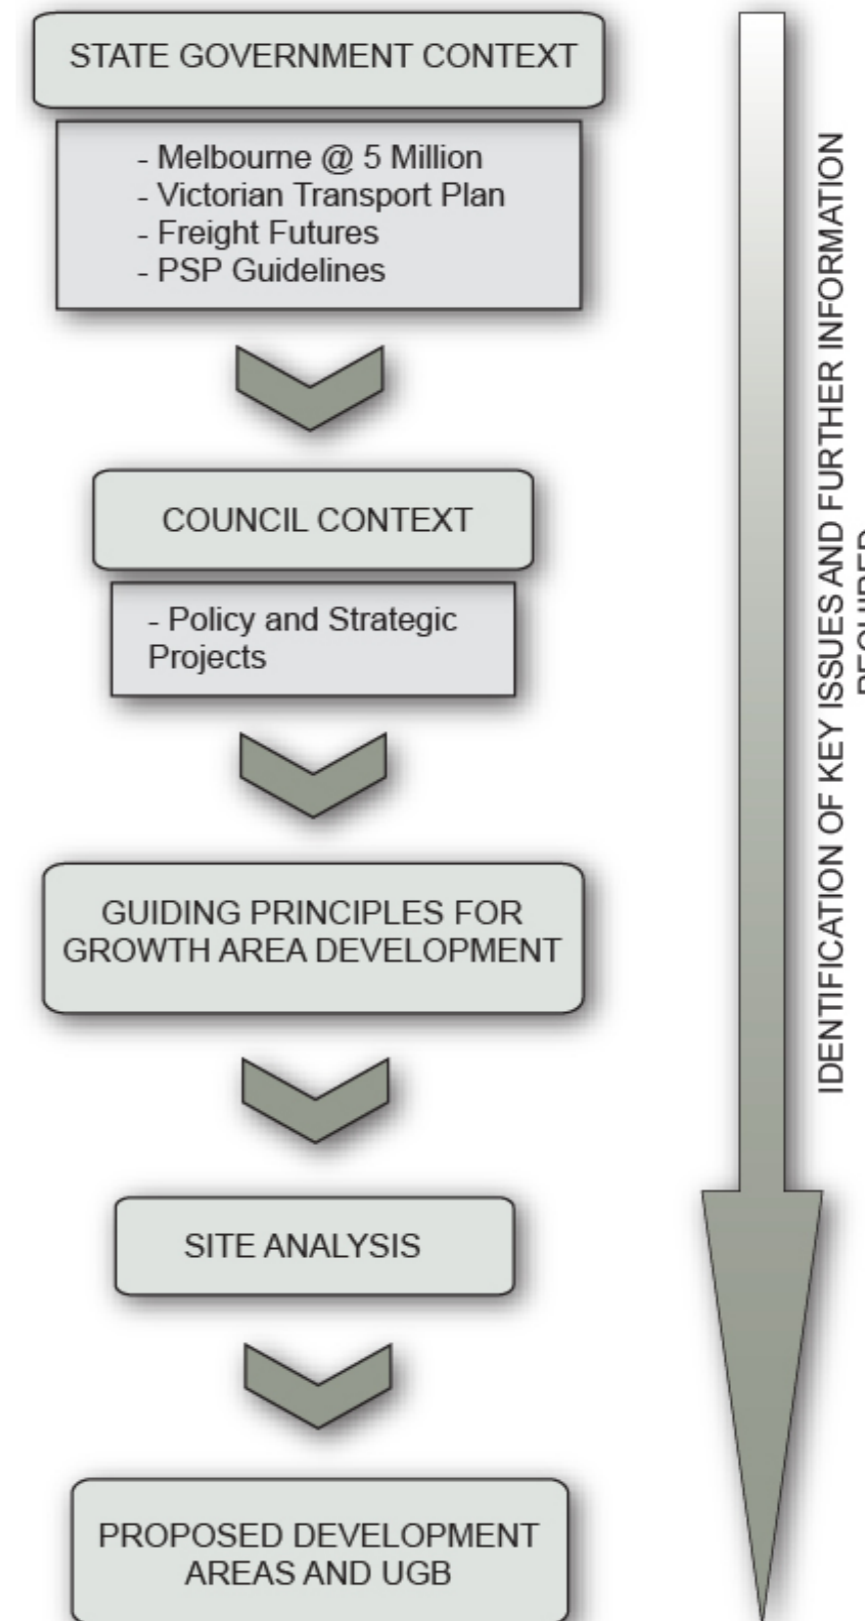 STATE GOVERNMENT CONTEXT
- Melbourne @ 5 Million
- Victorian Transport Plan
- Freight Futures
- PSP Guidelines
COUNCIL CONTEXT
- Policy and Strategic
Projects
GUIDING PRINCIPLES FOR
GROWTH AREA DEVELOPMENT
SITE ANALYSIS
PROPOSED DEVELOPMENT
AREAS AND UGB
IDENTIFICATION OF KEY ISSUES AND FURTHER INFORMATION
REQUIRED